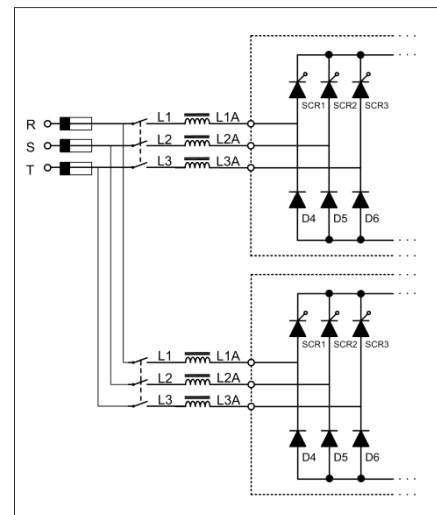 SCR1 SCR2 SCR3
R L1 L1A
S L2 L2A
T L3 L3A
D4 D5 D6
SCR1 SCR2 SCR3
L1 L1A
L2 L2A
L3 L3A
D4 D5 D6